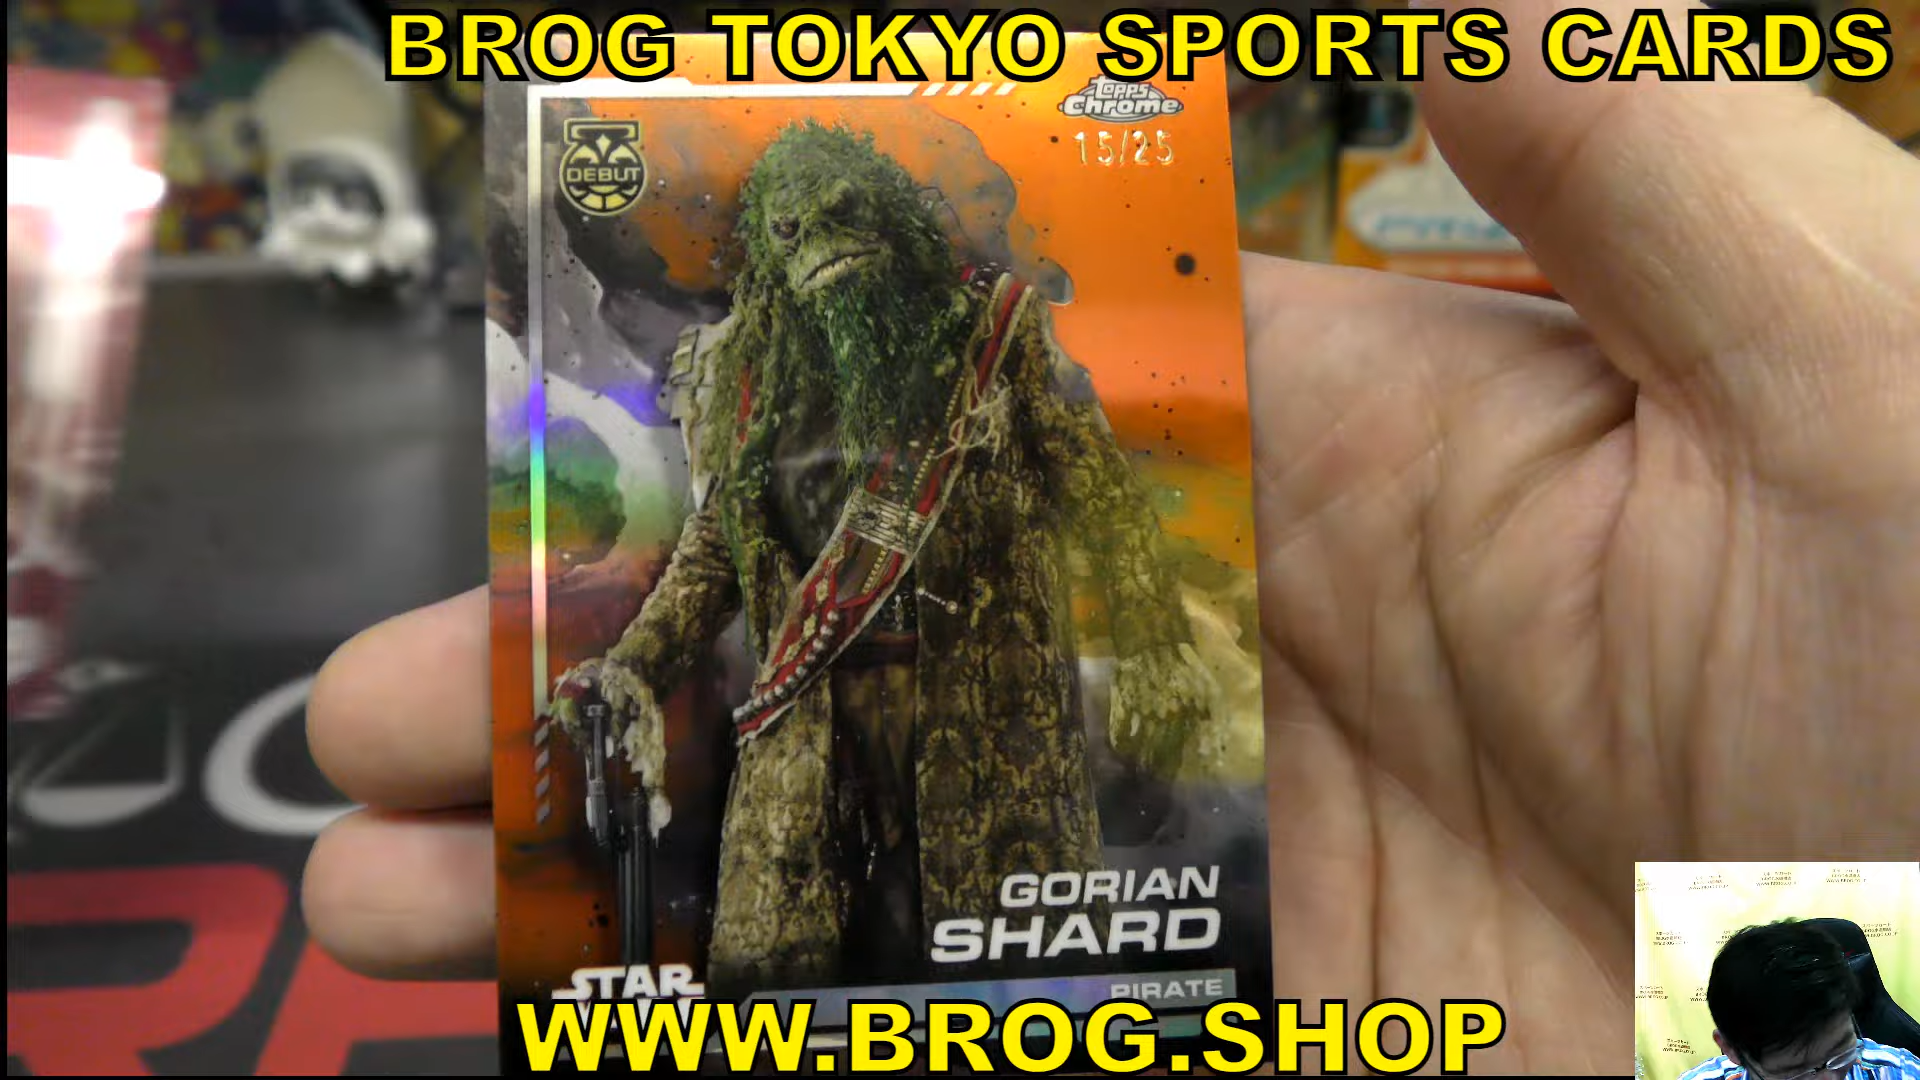 BROG TOKYO SPORTS CARDS
topps
Chrome
15/25
DEBUT
GORIAN
SHARD
PIRATE
STAR
WWW.BROG.SHOP